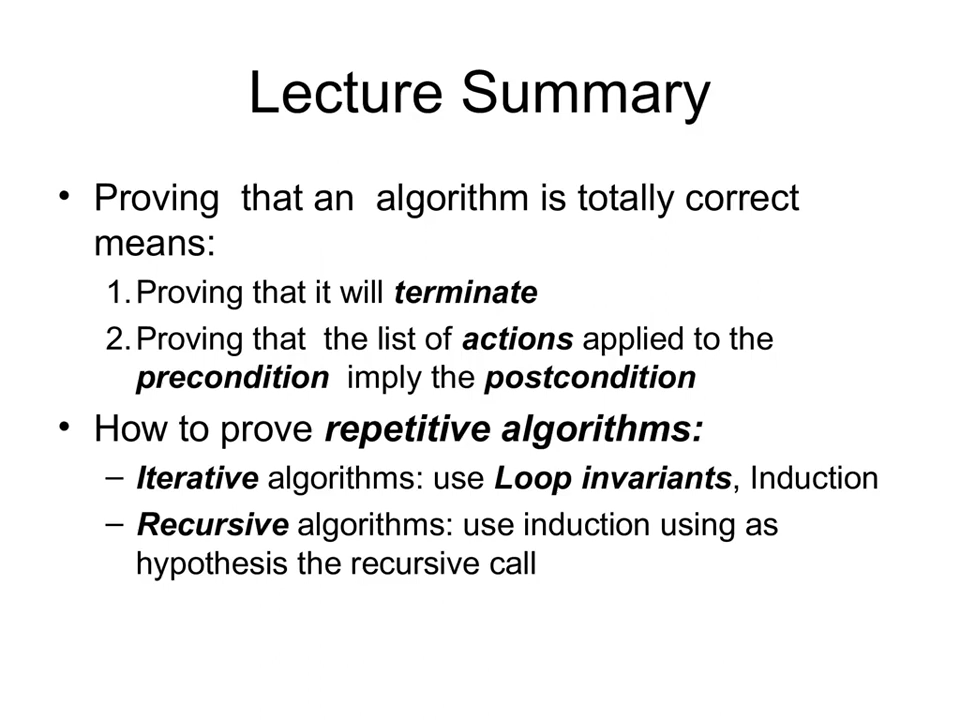 Lecture Summary
• Proving that an algorithm is totally correct
means:
1. Proving that it will terminate
2. Proving that the list of actions applied to the
precondition imply the postcondition
• How to prove repetitive algorithms:
– Iterative algorithms: use Loop invariants, Induction
– Recursive algorithms: use induction using as
hypothesis the recursive call